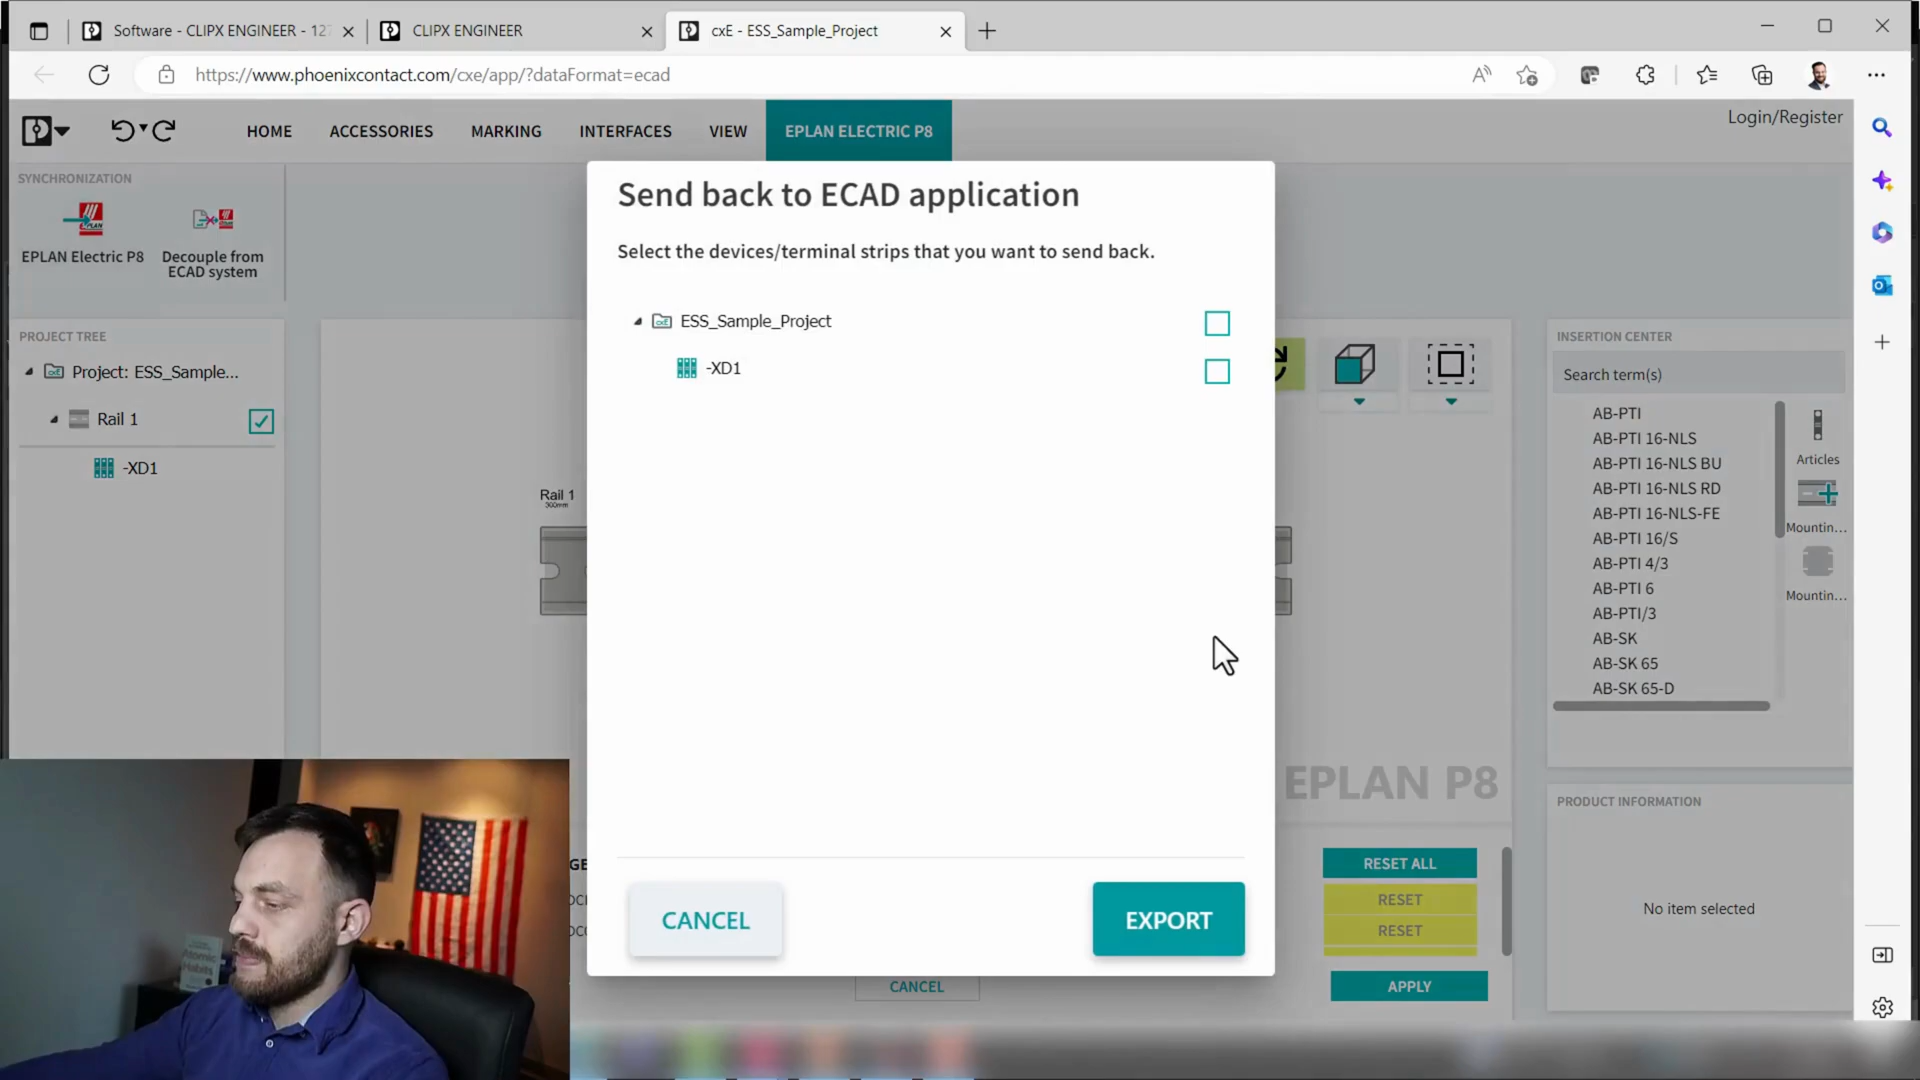 Software - CLIPX ENGINEER - 127
CLIPX ENGINEER
cxE - ESS_Sample_Project
https://www.phoenixcontact.com/cxe/app/?dataFormat=ecad
HOME
ACCESSORIES
MARKING
INTERFACES
VIEW
EPLAN ELECTRIC P8
Login/Register
SYNCHRONIZATION
EPLAN Electric P8
Decouple from
ECAD system
PROJECT TREE
Project: ESS_Sample...
Rail 1
-XD1
Rail 1
300mm
Send back to ECAD application
Select the devices/terminal strips that you want to send back.
ESS_Sample_Project
-XD1
CANCEL
EXPORT
INSERTION CENTER
Search term(s)
AB-PTI
AB-PTI 16-NLS
AB-PTI 16-NLS BU
AB-PTI 16-NLS RD
AB-PTI 16-NLS-FE
AB-PTI 16/S
AB-PTI 4/3
AB-PTI 6
AB-PTI/3
AB-SK
AB-SK 65
AB-SK 65-D
Articles
Mountin...
Mountin...
EPLAN P8
PRODUCT INFORMATION
No item selected
RESET ALL
RESET
RESET
CANCEL
APPLY
Atomic
Habits